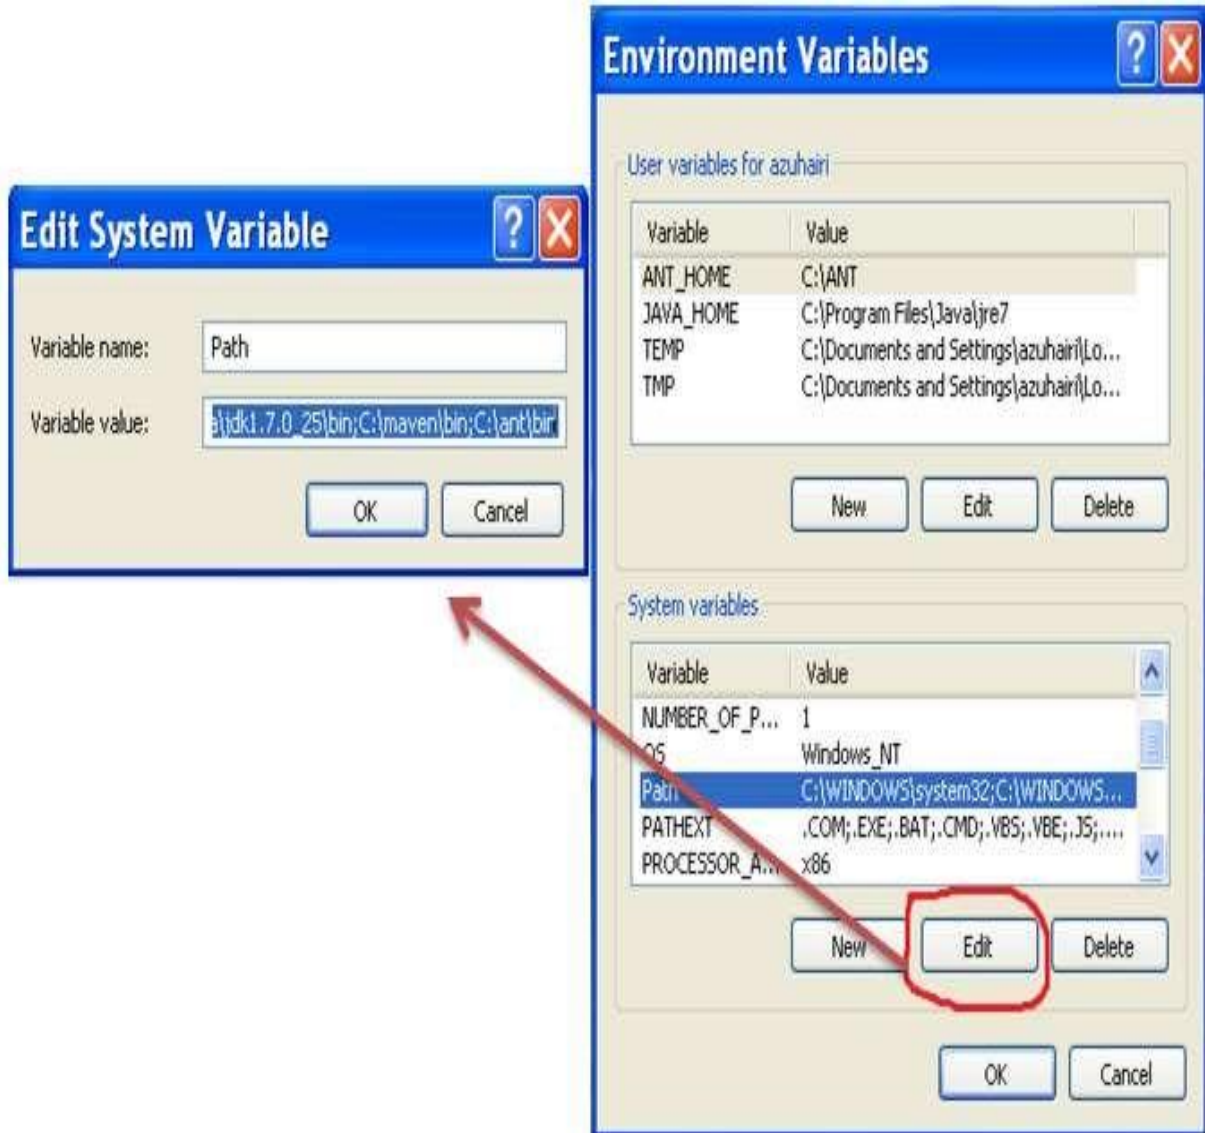 Edit System Variable
Variable name: Path
Variable value: a\jdk1.7.0_25\bin;C:\maven\bin;C:\ant\bin
OK Cancel
Environment Variables
User variables for azuhairi
Variable Value
ANT_HOME C:\ANT
JAVA_HOME C:\Program Files\Java\jre7
TEMP C:\Documents and Settings\azuhairi\Lo...
TMP C:\Documents and Settings\azuhairi\Lo...
New Edit Delete
System variables
Variable Value
NUMBER_OF_P... 1
OS Windows_NT
Path C:\WINDOWS\system32;C:\WINDOWS...
PATHEXT .COM;.EXE;.BAT;.CMD;.VBS;.VBE;.JS;....
PROCESSOR_A... x86
New Edit Delete
OK Cancel